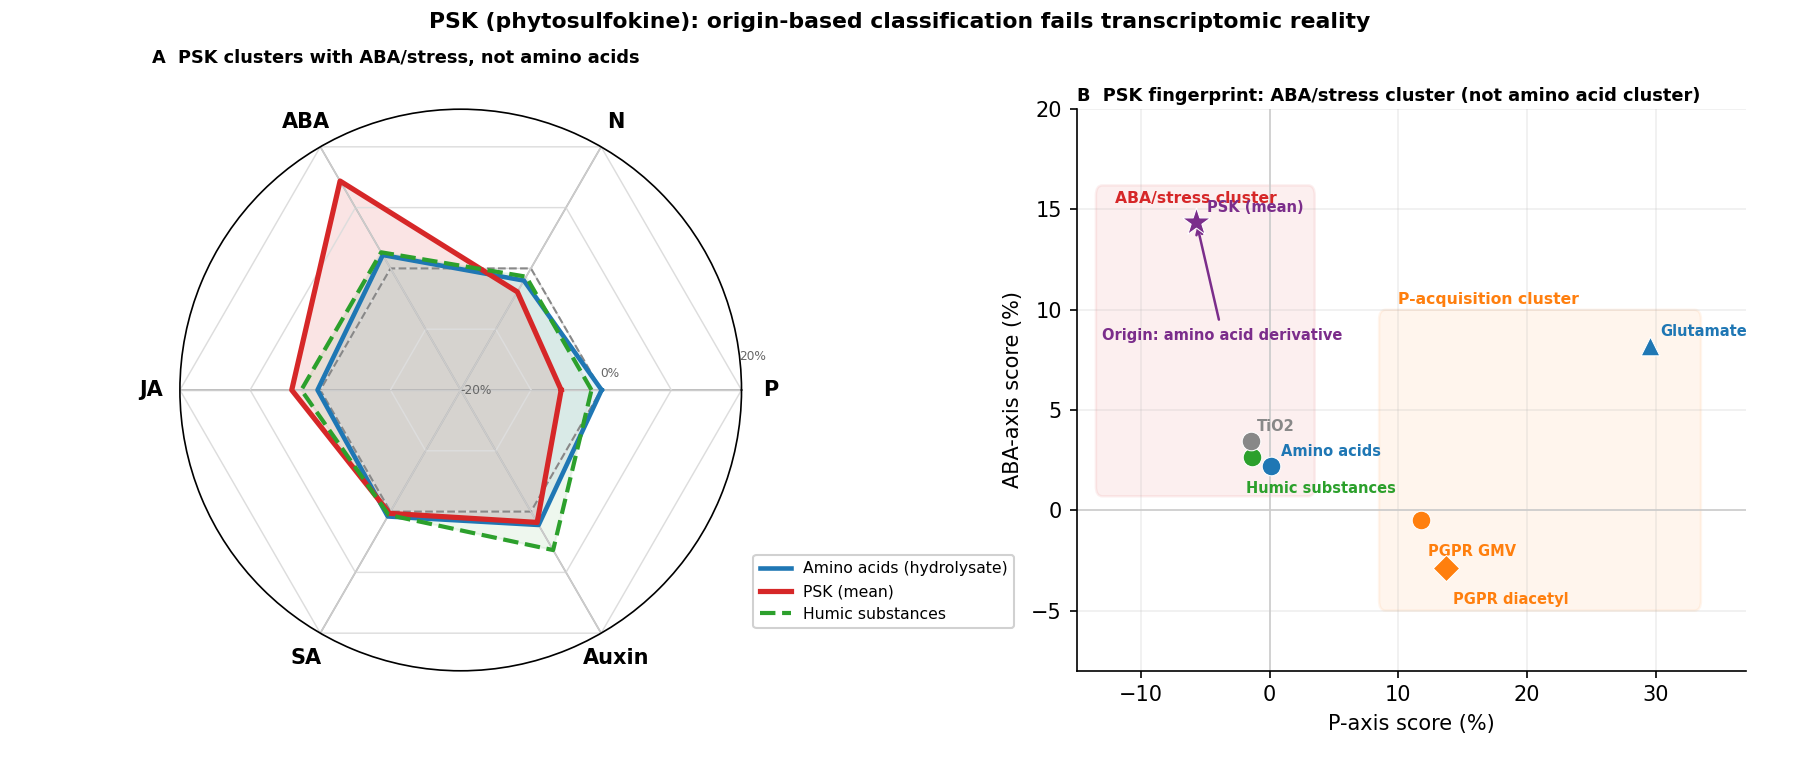 PSK (phytosulfokine): origin-based classification fails transcriptomic reality
A  PSK clusters with ABA/stress, not amino acids
ABA
N
JA
P
SA
Auxin
20%
0%
-20%
Amino acids (hydrolysate)
PSK (mean)
Humic substances
B  PSK fingerprint: ABA/stress cluster (not amino acid cluster)
20
15
10
5
0
−5
ABA-axis score (%)
ABA/stress cluster
PSK (mean)
Origin: amino acid derivative
P-acquisition cluster
Glutamate
TiO2
Amino acids
Humic substances
PGPR GMV
PGPR diacetyl
−10
0
10
20
30
P-axis score (%)